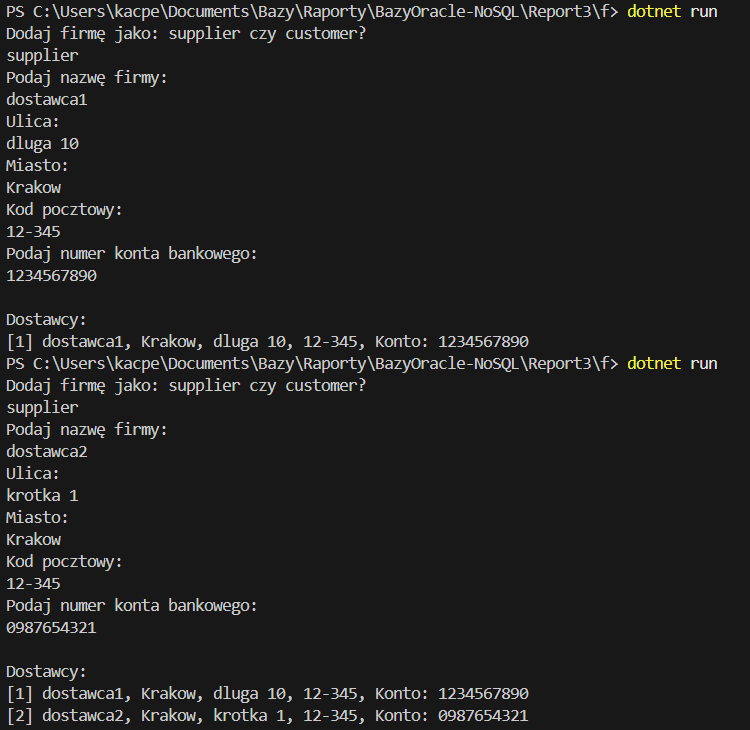 PS C:\Users\kacpe\Documents\Bazy\Raporty\BazyOracle-NoSQL\Report3\f> dotnet run
Dodaj firmę jako: supplier czy customer?
supplier
Podaj nazwę firmy:
dostawca1
Ulica:
dluga 10
Miasto:
Krakow
Kod pocztowy:
12-345
Podaj numer konta bankowego:
1234567890

Dostawcy:
[1] dostawca1, Krakow, dluga 10, 12-345, Konto: 1234567890
PS C:\Users\kacpe\Documents\Bazy\Raporty\BazyOracle-NoSQL\Report3\f> dotnet run
Dodaj firmę jako: supplier czy customer?
supplier
Podaj nazwę firmy:
dostawca2
Ulica:
krotka 1
Miasto:
Krakow
Kod pocztowy:
12-345
Podaj numer konta bankowego:
0987654321

Dostawcy:
[1] dostawca1, Krakow, dluga 10, 12-345, Konto: 1234567890
[2] dostawca2, Krakow, krotka 1, 12-345, Konto: 0987654321